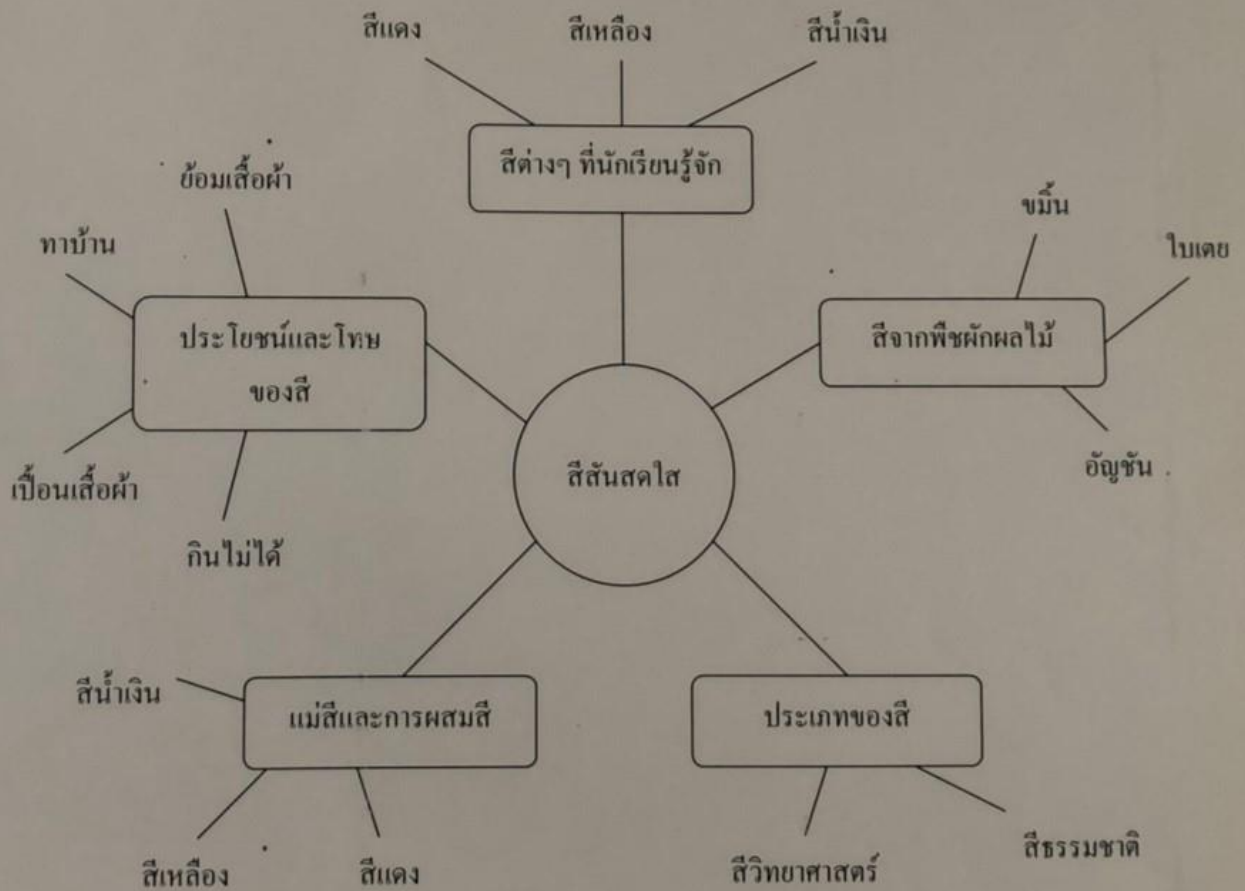 สีแดง สีเหลือง สีน้ำเงิน
สีต่างๆ ที่นักเรียนรู้จัก
ย้อมเสื้อผ้า
ทาบ้าน
ประโยชน์และโทษ
ของสี
เปื้อนเสื้อผ้า
กินไม่ได้
ขมิ้น
ใบเตย
สีจากพืชผักผลไม้
อัญชัน
สีสันสดใส
สีน้ำเงิน
แม่สีและการผสมสี
สีเหลือง สีแดง
ประเภทของสี
สีวิทยาศาสตร์
สีธรรมชาติ